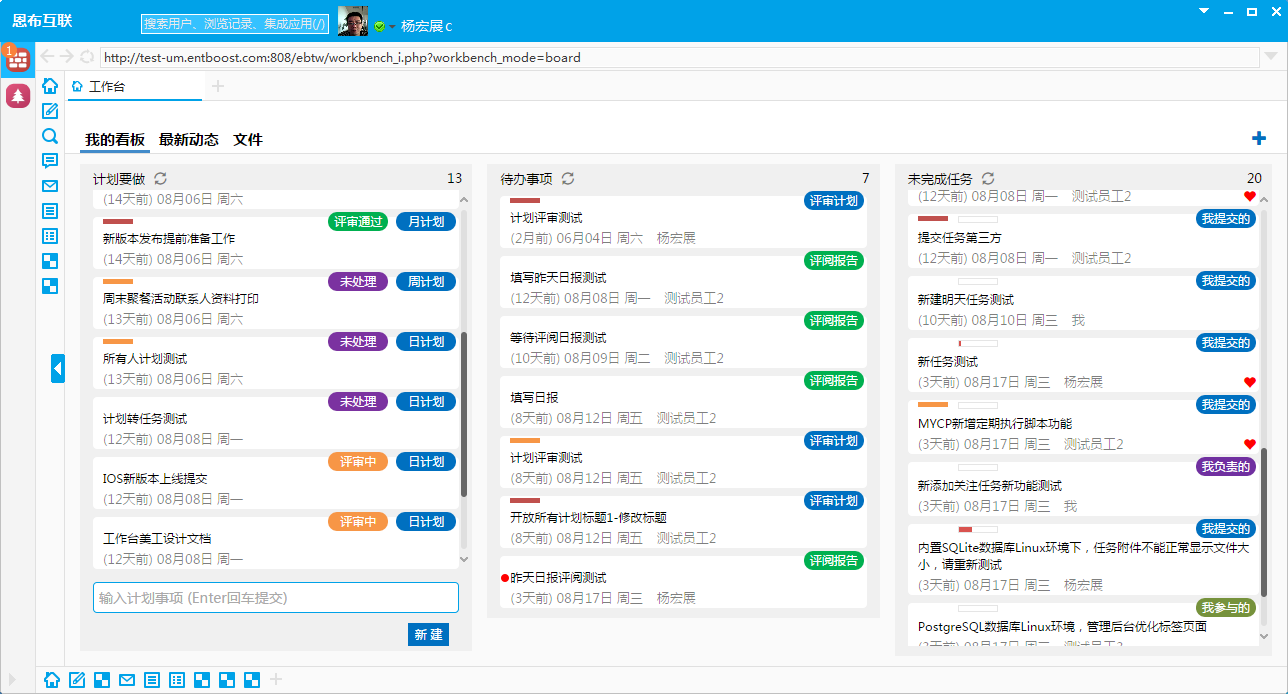 恩布互联
搜索用户、浏览记录、集成应用(/)
杨宏展c
1
http://test-um.entboost.com:808/ebtw/workbench_i.php?workbench_mode=board
工作台
我的看板 最新动态 文件
计划要做 13
(14天前) 08月06日 周六
评审通过 月计划
新版本发布提前准备工作
(14天前) 08月06日 周六
未处理 周计划
周末聚餐活动联系人资料打印
(13天前) 08月06日 周六
未处理 日计划
所有人计划测试
(13天前) 08月06日 周六
未处理 日计划
计划转任务测试
(12天前) 08月08日 周一
评审中 日计划
IOS新版本上线提交
(12天前) 08月08日 周一
评审中 日计划
工作台美工设计文档
(12天前) 08月08日 周一
输入计划事项 (Enter回车提交)
新 建
待办事项 7
评审计划
计划评审测试
(2月前) 06月04日 周六 杨宏展
评阅报告
填写昨天日报测试
(12天前) 08月08日 周一 测试员工2
评阅报告
等待评阅日报测试
(10天前) 08月09日 周二 测试员工2
评阅报告
填写日报
(8天前) 08月12日 周五 测试员工2
评审计划
计划评审测试
(8天前) 08月12日 周五 测试员工2
评审计划
开放所有计划标题1-修改标题
(8天前) 08月12日 周五 测试员工2
评阅报告
昨天日报评阅测试
(3天前) 08月17日 周三 杨宏展
未完成任务 20
(12天前) 08月08日 周一 测试员工2
我提交的
提交任务第三方
(12天前) 08月08日 周一 测试员工2
我提交的
新建明天任务测试
(10天前) 08月10日 周三 我
我提交的
新任务测试
(3天前) 08月17日 周三 杨宏展
我提交的
MYCP新增定期执行脚本功能
(3天前) 08月17日 周三 测试员工2
我负责的
新添加关注任务新功能测试
(3天前) 08月17日 周三 我
我提交的
内置SQLite数据库Linux环境下，任务附件不能正常显示文件大
小，请重新测试
(3天前) 08月17日 周三 杨宏展
我参与的
PostgreSQL数据库Linux环境，管理后台优化标签页面
(3天前) 08月17日 周三 测试员工2